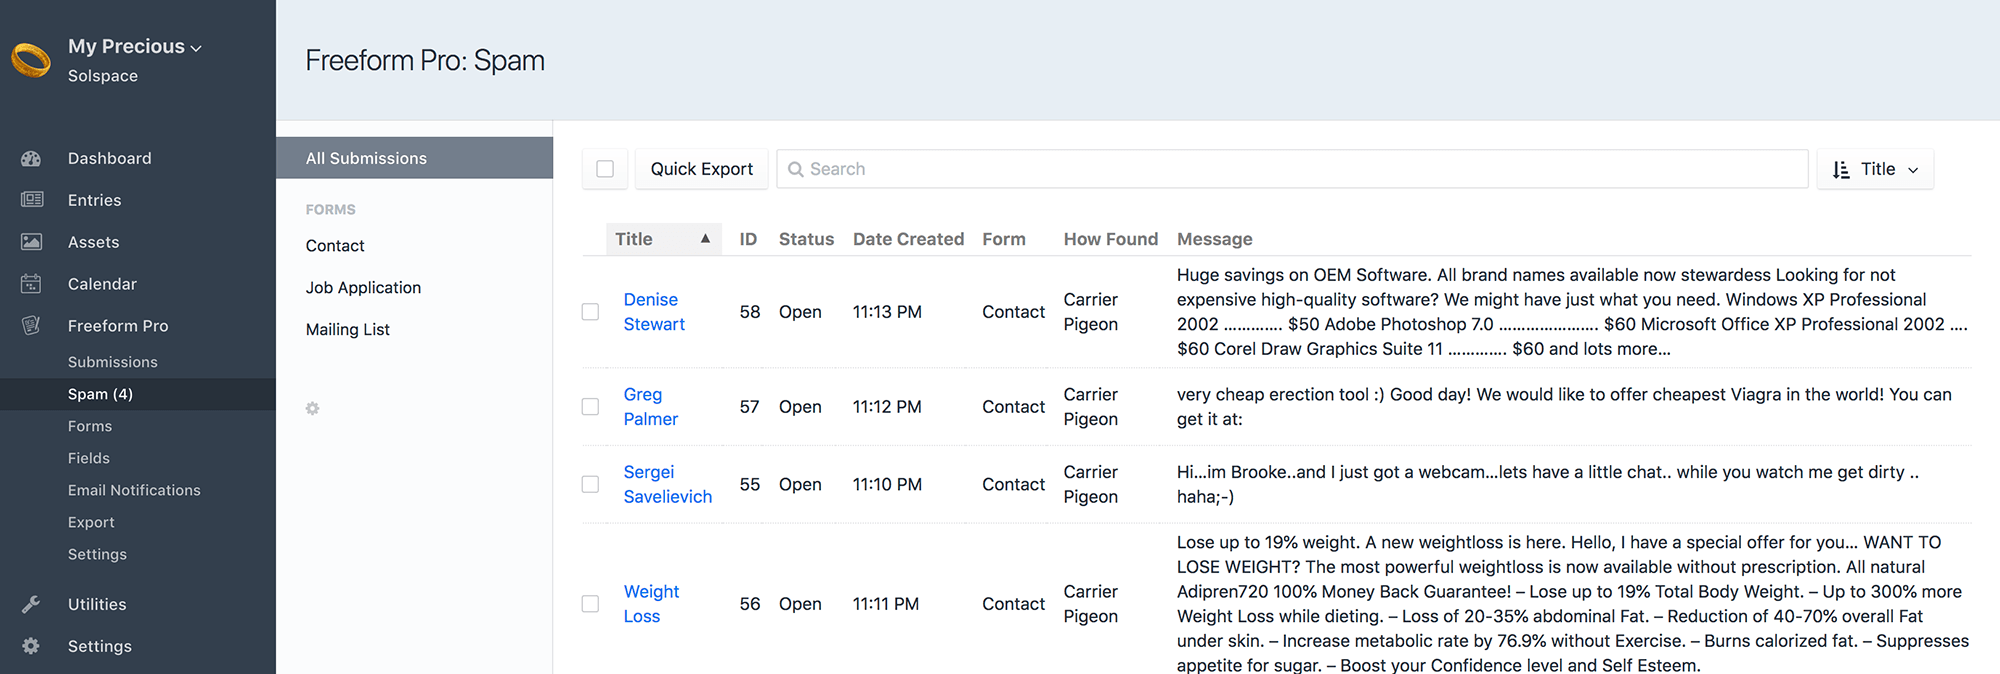 My Precious
Solspace
Dashboard
Entries
Assets
Calendar
Freeform Pro
Submissions
Spam (4)
Forms
Fields
Email Notifications
Export
Settings
Utilities
Settings
Freeform Pro: Spam
All Submissions
FORMS
Contact
Job Application
Mailing List
Quick Export
Search
Title
Title ▲ ID Status Date Created Form How Found Message
Denise
Stewart
58 Open 11:13 PM Contact
Carrier
Pigeon
Huge savings on OEM Software. All brand names available now stewardess Looking for not
expensive high-quality software? We might have just what you need. Windows XP Professional
2002 …………. $50 Adobe Photoshop 7.0 …………………. $60 Microsoft Office XP Professional 2002 ….
$60 Corel Draw Graphics Suite 11 …………. $60 and lots more…
Greg
Palmer
57 Open 11:12 PM Contact
Carrier
Pigeon
very cheap erection tool :) Good day! We would like to offer cheapest Viagra in the world! You can
get it at:
Sergei
Savelievich
55 Open 11:10 PM Contact
Carrier
Pigeon
Hi…im Brooke..and I just got a webcam…lets have a little chat.. while you watch me get dirty ..
haha;-)
Weight
Loss
56 Open 11:11 PM Contact
Carrier
Pigeon
Lose up to 19% weight. A new weightloss is here. Hello, I have a special offer for you… WANT TO
LOSE WEIGHT? The most powerful weightloss is now available without prescription. All natural
Adipren720 100% Money Back Guarantee! – Lose up to 19% Total Body Weight. – Up to 300% more
Weight Loss while dieting. – Loss of 20-35% abdominal Fat. – Reduction of 40-70% overall Fat
under skin. – Increase metabolic rate by 76.9% without Exercise. – Burns calorized fat. – Suppresses
appetite for sugar. – Boost your Confidence level and Self Esteem.